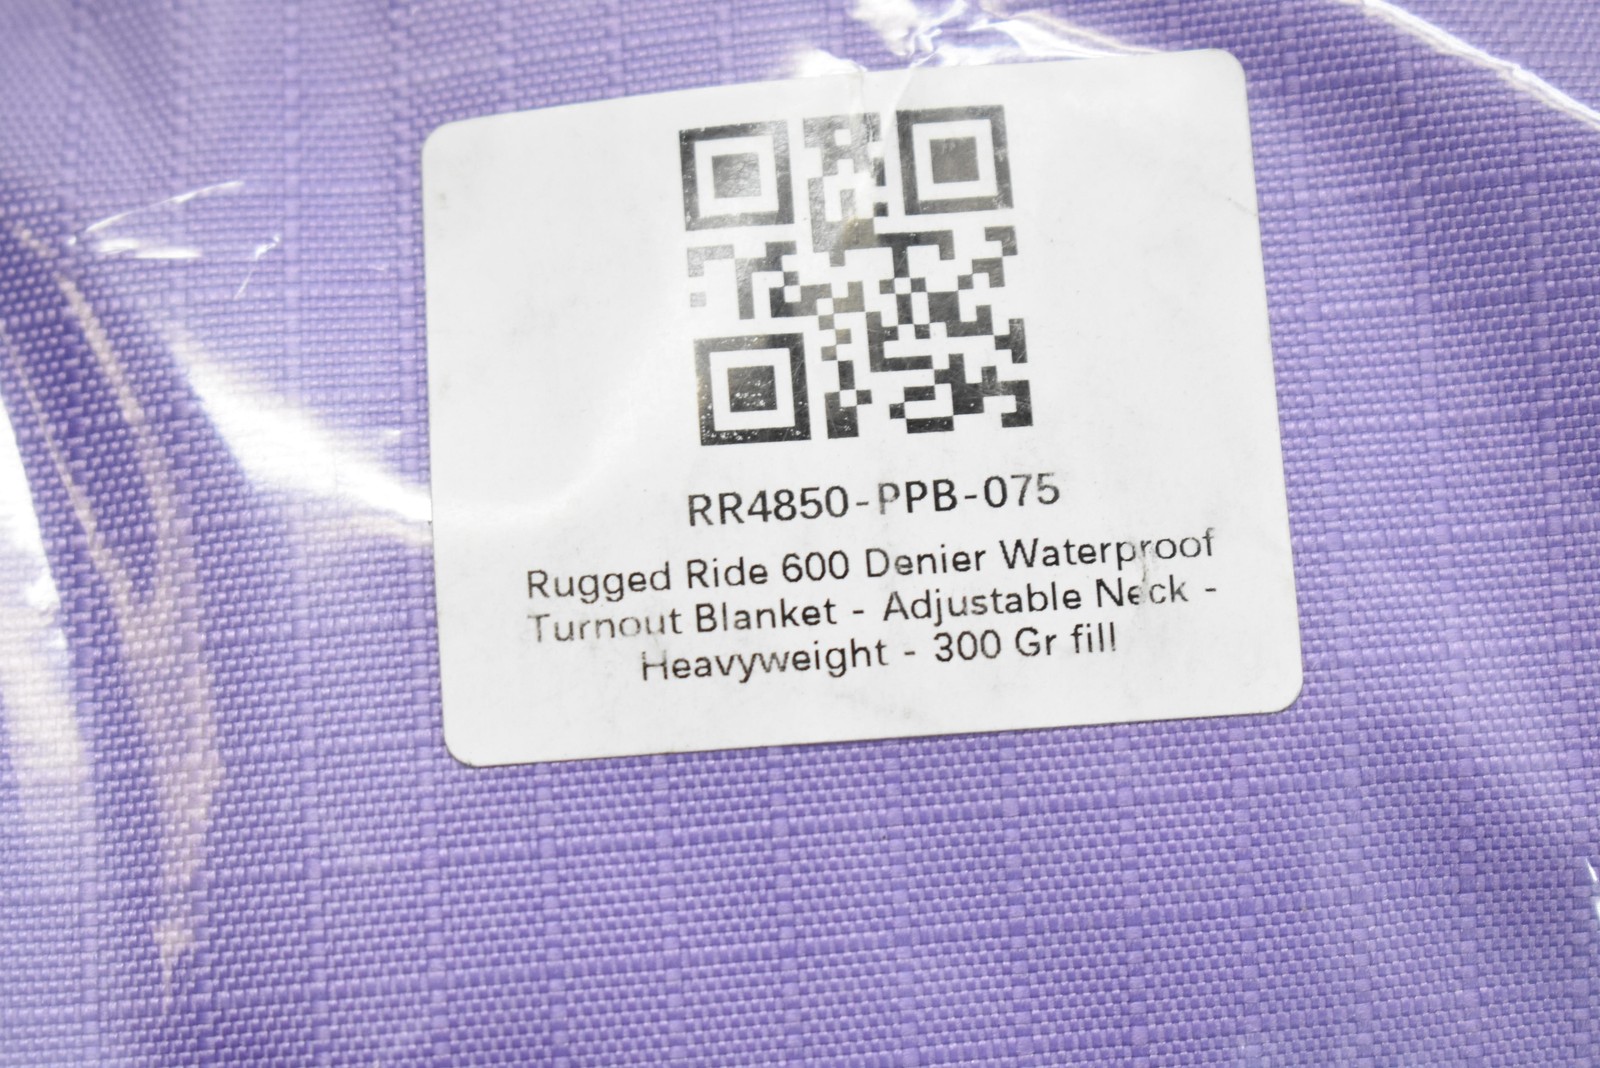 RR4850-PPB-075
Rugged Ride 600 Denier Waterproof
Turnout Blanket - Adjustable Neck -
Heavyweight - 300 Gr fill